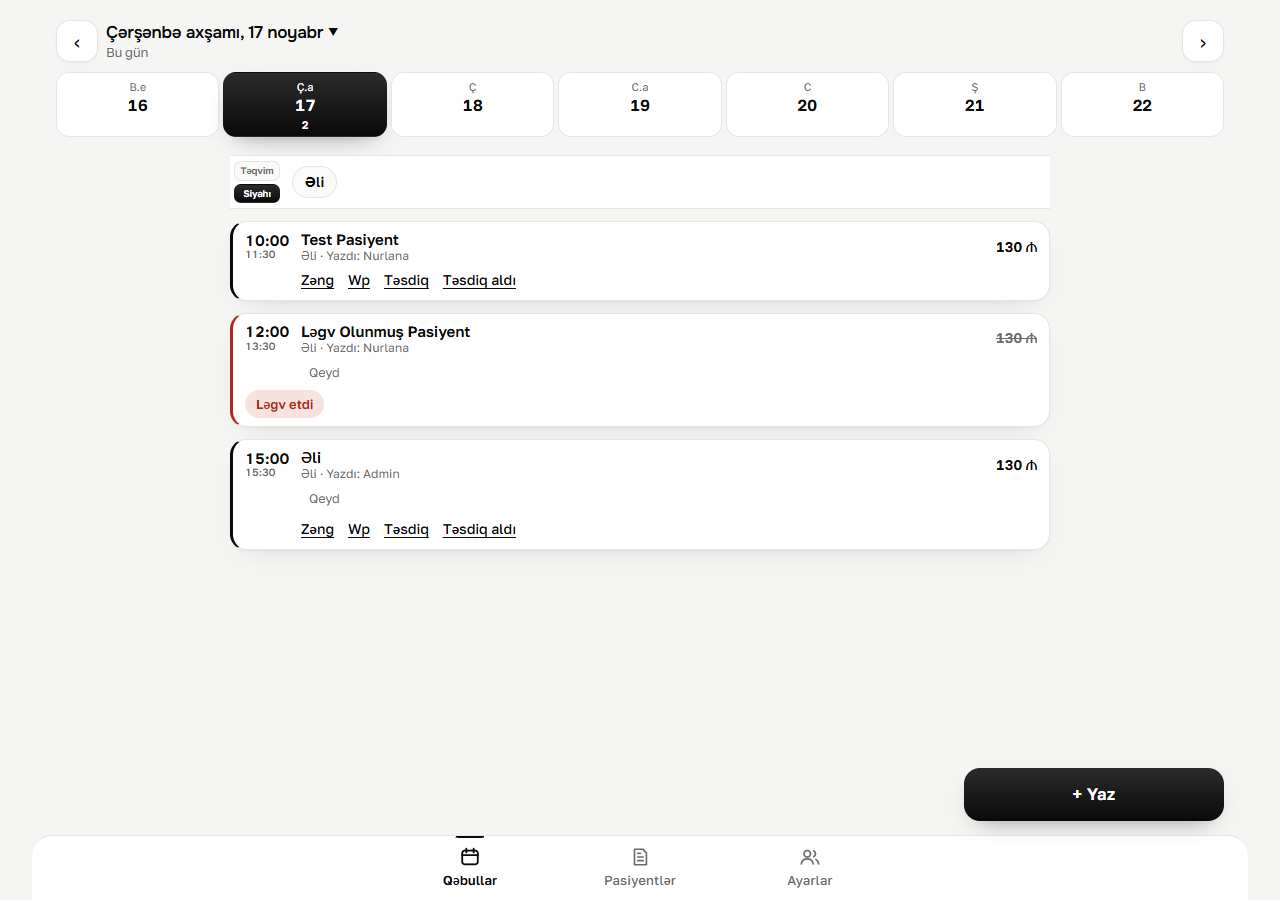 ‹
Çərşənbə axşamı, 17 noyabr ▼
Bu gün
›
B.e
16
Ç.a
17
2
Ç
18
C.a
19
C
20
Ş
21
B
22
Təqvim
Siyahı
Əli
10:00
11:30
Test Pasiyent
Əli · Yazdı: Nurlana
130 ₼
Zəng Wp Təsdiq Təsdiq aldı
12:00
13:30
Ləgv Olunmuş Pasiyent
Əli · Yazdı: Nurlana
130 ₼
Qeyd
Ləgv etdi
15:00
15:30
Əli
Əli · Yazdı: Admin
130 ₼
Qeyd
Zəng Wp Təsdiq Təsdiq aldı
+ Yaz
Qəbullar
Pasiyentlər
Ayarlar